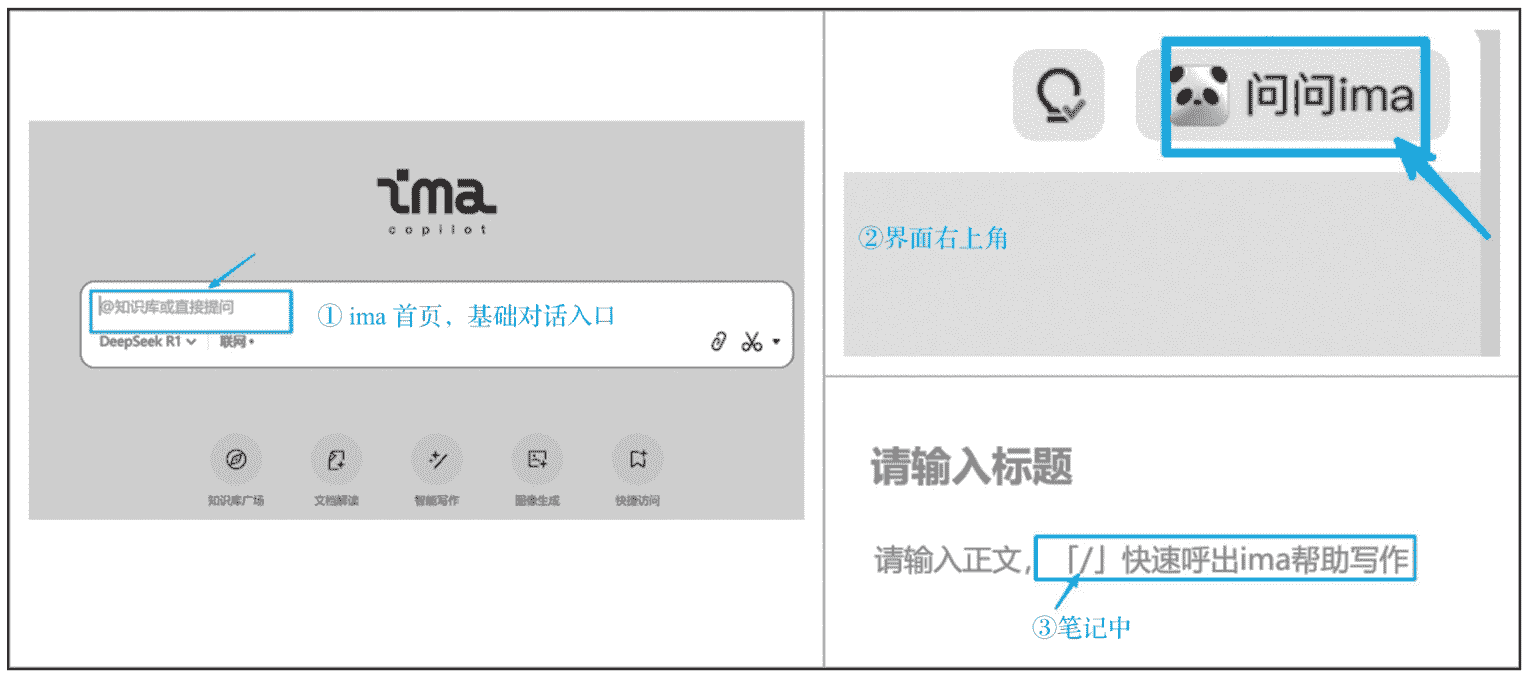 ima
copilot
@知识库或直接提问
① ima 首页，基础对话入口
DeepSeek R1 联网
知识库广场 文档解读 智能写作 图像生成 快捷访问
问问ima
②界面右上角
请输入标题
请输入正文,「/」快速呼出ima帮助写作
③笔记中